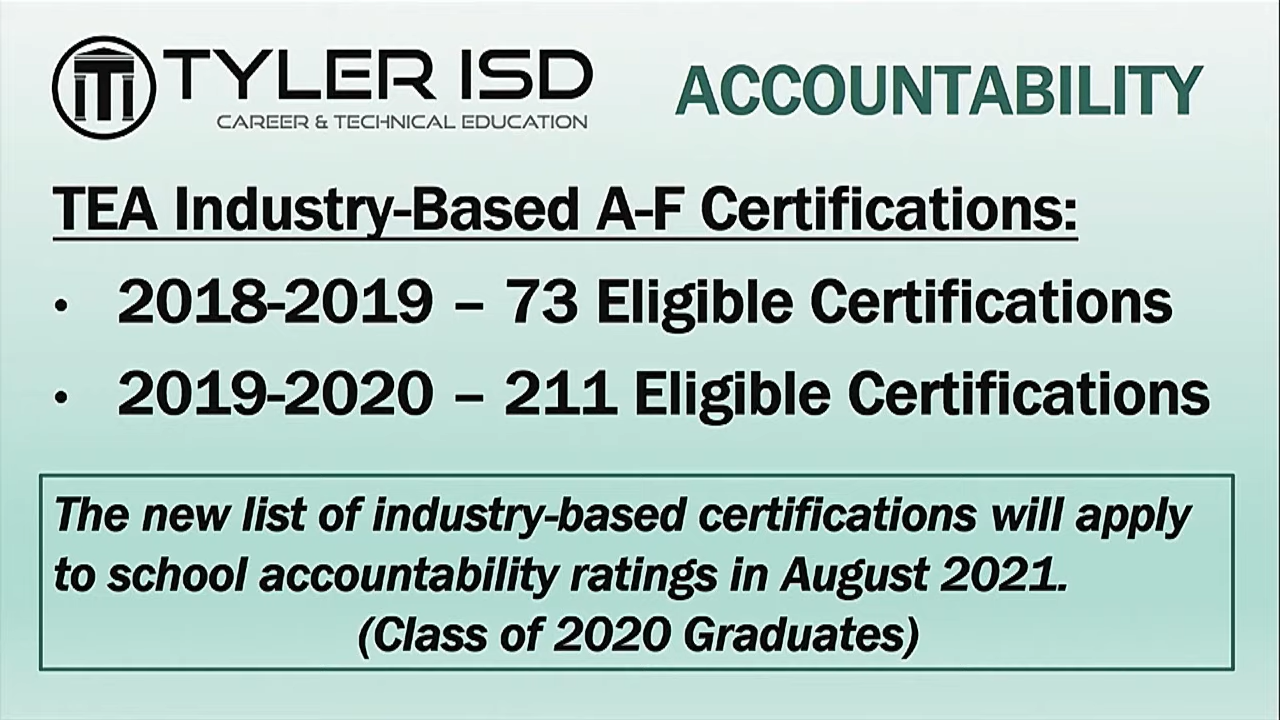 TYLER ISD
CAREER & TECHNICAL EDUCATION
ACCOUNTABILITY
TEA Industry-Based A-F Certifications:
• 2018-2019 – 73 Eligible Certifications
• 2019-2020 – 211 Eligible Certifications
The new list of industry-based certifications will apply
to school accountability ratings in August 2021.
(Class of 2020 Graduates)